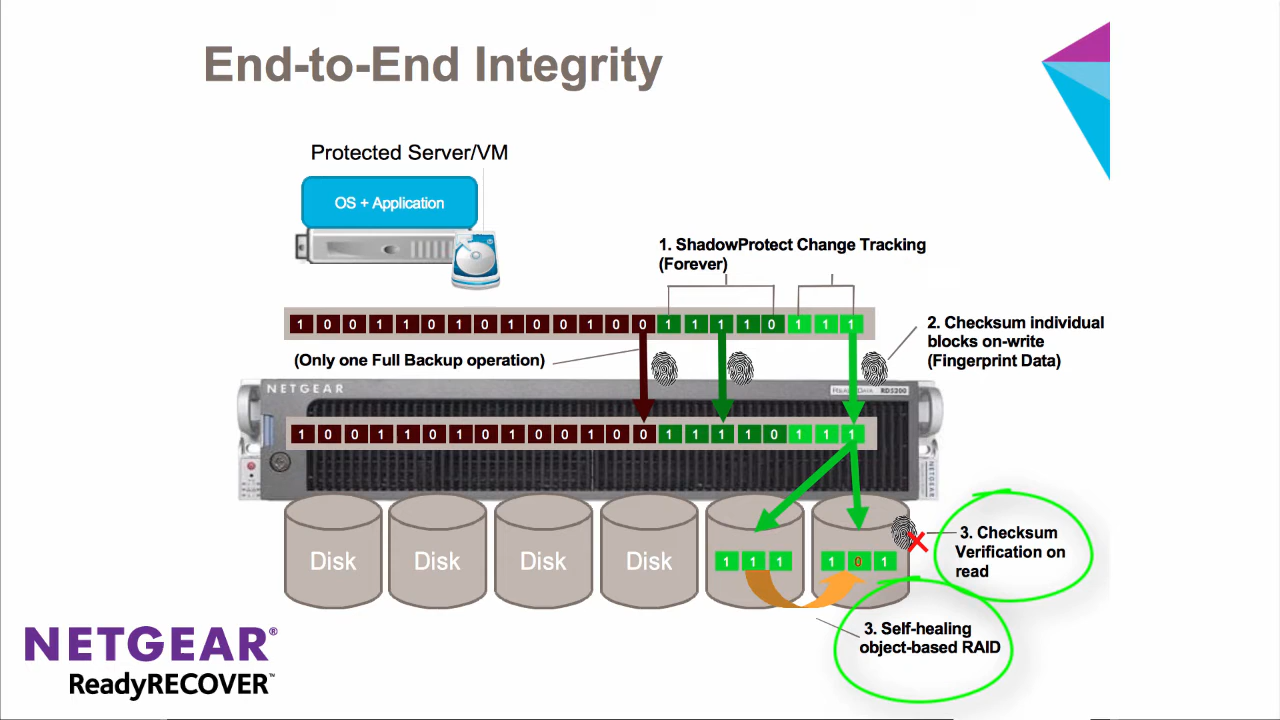 End-to-End Integrity
Protected Server/VM
OS + Application
1. ShadowProtect Change Tracking
(Forever)
1 0 0 1 1 0 1 0 1 0 0 1 0 0 1 1 1 1 0 1 1 1
2. Checksum individual
blocks on-write
(Fingerprint Data)
(Only one Full Backup operation)
NETGEAR
READYDATA RD5200
1 0 0 1 1 0 1 0 1 0 0 1 0 0 1 1 1 1 0 1 1 1
Disk Disk Disk Disk
1 1 1
1 0 1
3. Checksum
Verification on
read
3. Self-healing
object-based RAID
NETGEAR®
ReadyRECOVER™